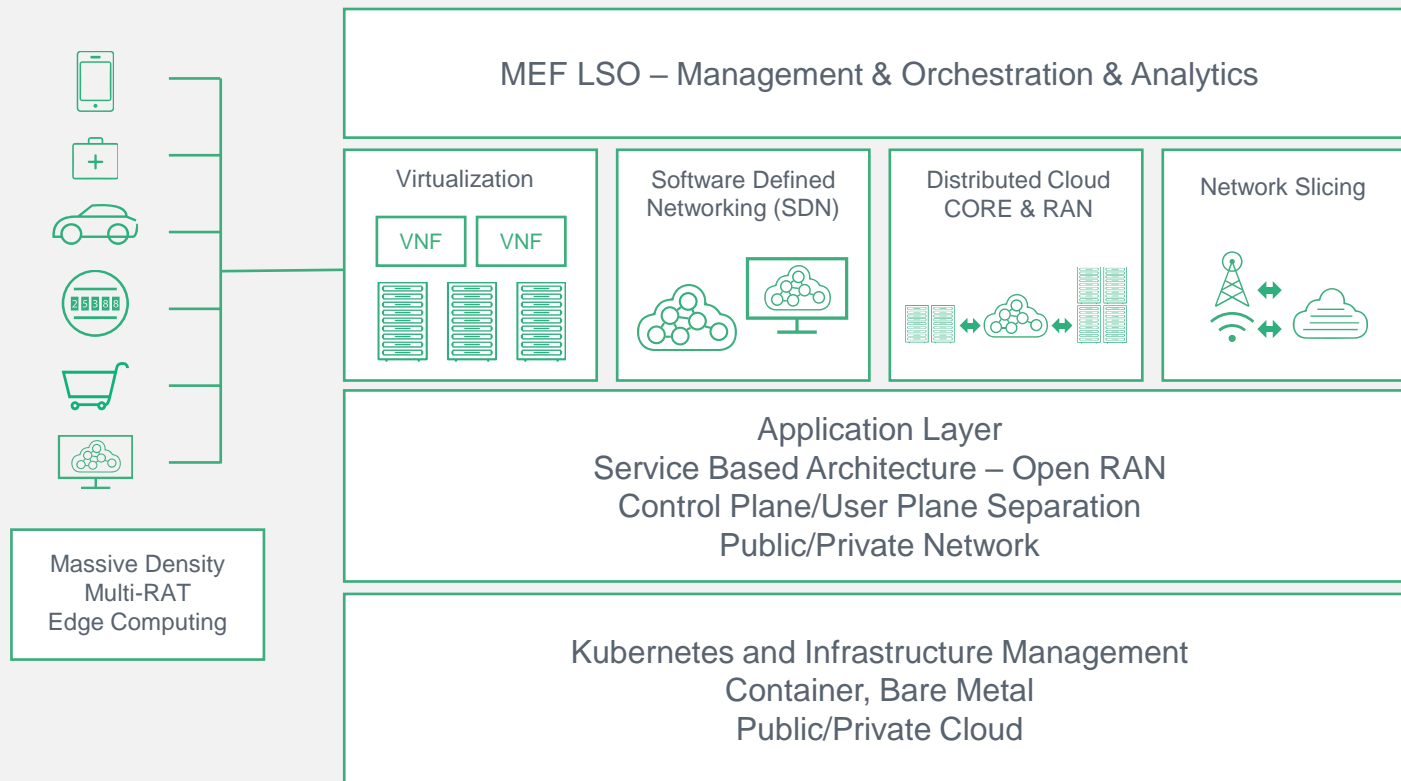 MEF LSO – Management & Orchestration & Analytics
Virtualization
VNF
VNF
Software Defined
Networking (SDN)
Distributed Cloud
CORE & RAN
Network Slicing
25388
Application Layer
Service Based Architecture – Open RAN
Control Plane/User Plane Separation
Public/Private Network
Massive Density
Multi-RAT
Edge Computing
Kubernetes and Infrastructure Management
Container, Bare Metal
Public/Private Cloud